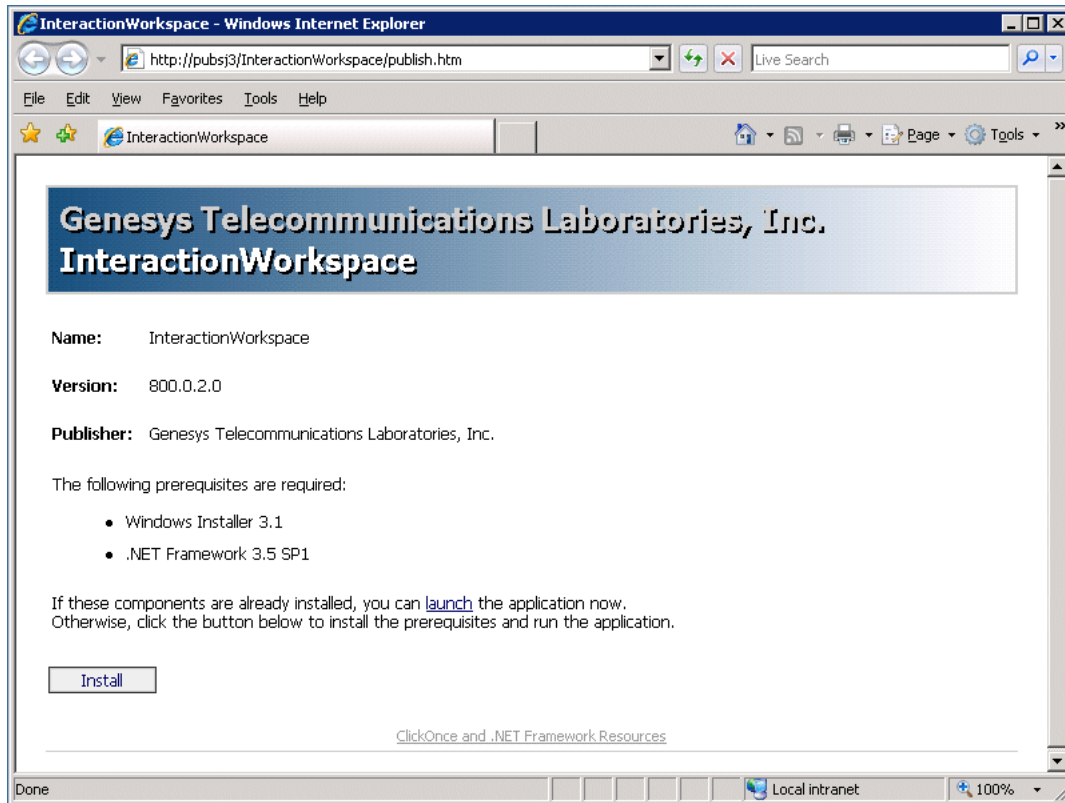 InteractionWorkspace - Windows Internet Explorer
http://pubsj3/InteractionWorkspace/publish.htm
Live Search
File Edit View Favorites Tools Help
InteractionWorkspace
Page Tools »
Genesys Telecommunications Laboratories, Inc.
InteractionWorkspace
Name: InteractionWorkspace
Version: 800.0.2.0
Publisher: Genesys Telecommunications Laboratories, Inc.
The following prerequisites are required:
• Windows Installer 3.1
• .NET Framework 3.5 SP1
If these components are already installed, you can launch the application now.
Otherwise, click the button below to install the prerequisites and run the application.
Install
ClickOnce and .NET Framework Resources
Done Local intranet 100%